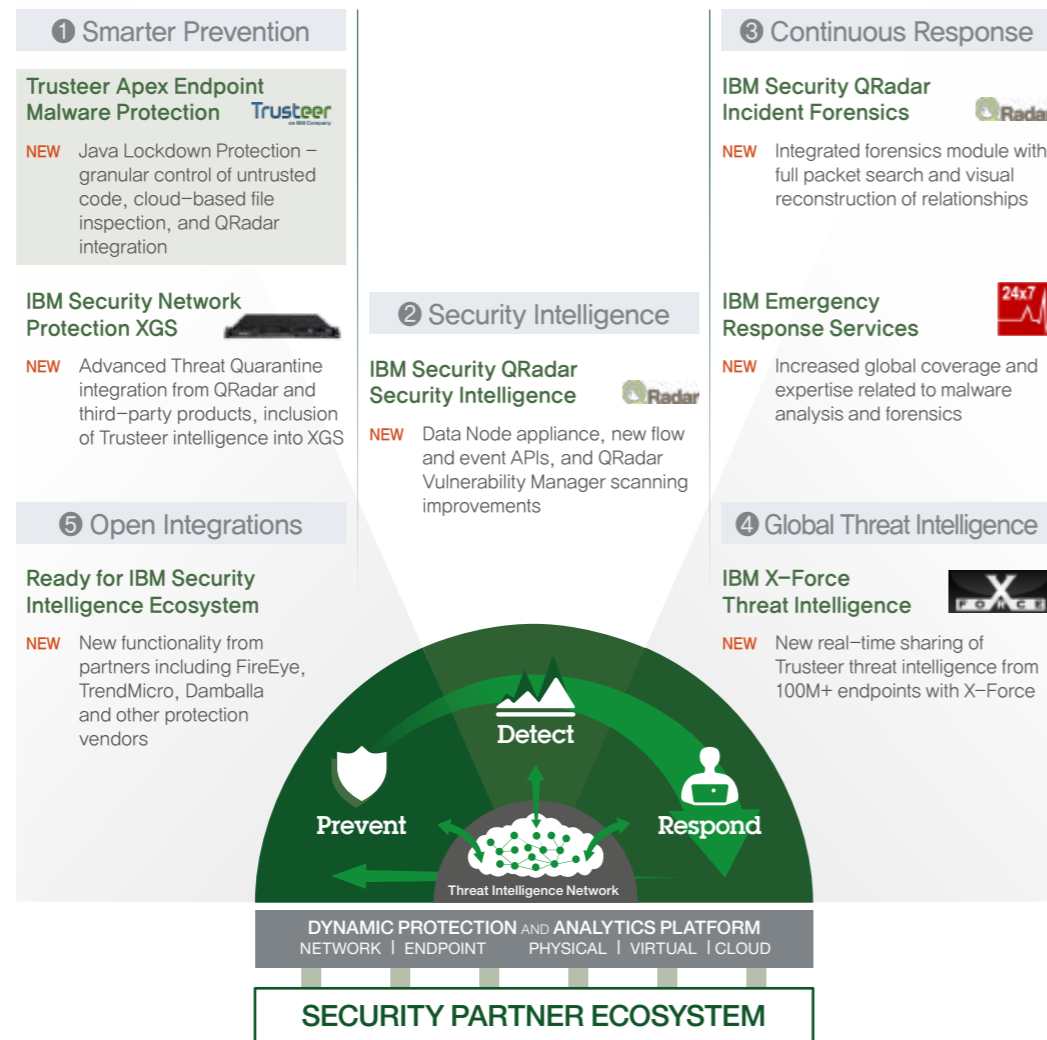 ❶ Smarter Prevention
Trusteer Apex Endpoint
Malware Protection
Trusteer
an IBM Company
NEW Java Lockdown Protection –
granular control of untrusted
code, cloud–based file
inspection, and QRadar
integration
IBM Security Network
Protection XGS
NEW Advanced Threat Quarantine
integration from QRadar and
third–party products, inclusion
of Trusteer intelligence into XGS
❺ Open Integrations
Ready for IBM Security
Intelligence Ecosystem
NEW New functionality from
partners including FireEye,
TrendMicro, Damballa
and other protection
vendors
❷ Security Intelligence
IBM Security QRadar
Security Intelligence
QRadar
NEW Data Node appliance, new flow
and event APIs, and QRadar
Vulnerability Manager scanning
improvements
❸ Continuous Response
IBM Security QRadar
Incident Forensics
QRadar
NEW Integrated forensics module with
full packet search and visual
reconstruction of relationships
IBM Emergency
Response Services
24x7
NEW Increased global coverage and
expertise related to malware
analysis and forensics
❹ Global Threat Intelligence
IBM X–Force
Threat Intelligence
X
FORCE
NEW New real–time sharing of
Trusteer threat intelligence from
100M+ endpoints with X–Force
Detect
Prevent
Respond
Threat Intelligence Network
DYNAMIC PROTECTION AND ANALYTICS PLATFORM
NETWORK | ENDPOINT PHYSICAL | VIRTUAL | CLOUD
SECURITY PARTNER ECOSYSTEM